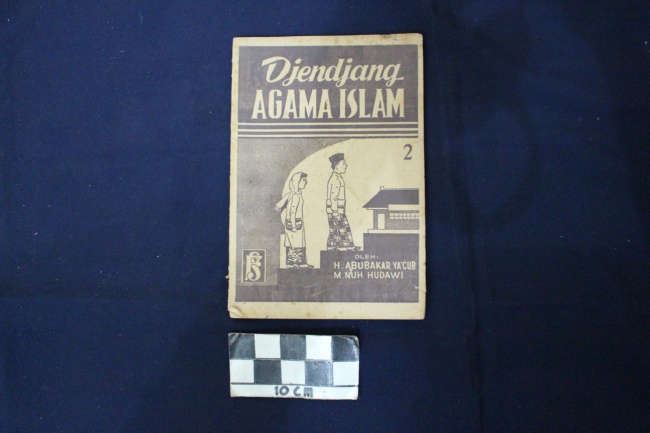 Djendjang
AGAMA ISLAM
2
OLEH:
H. ABUBAKAR YA'CUB
M. NUH HUDAWI
10 CM